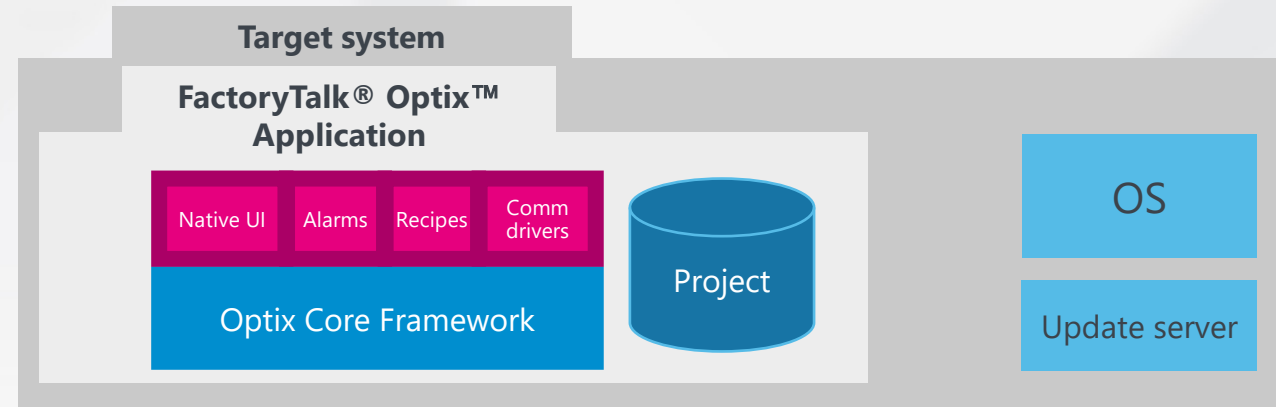 Target system
FactoryTalk® Optix™
Application
Native UI
Alarms
Recipes
Comm
drivers
Optix Core Framework
Project
OS
Update server